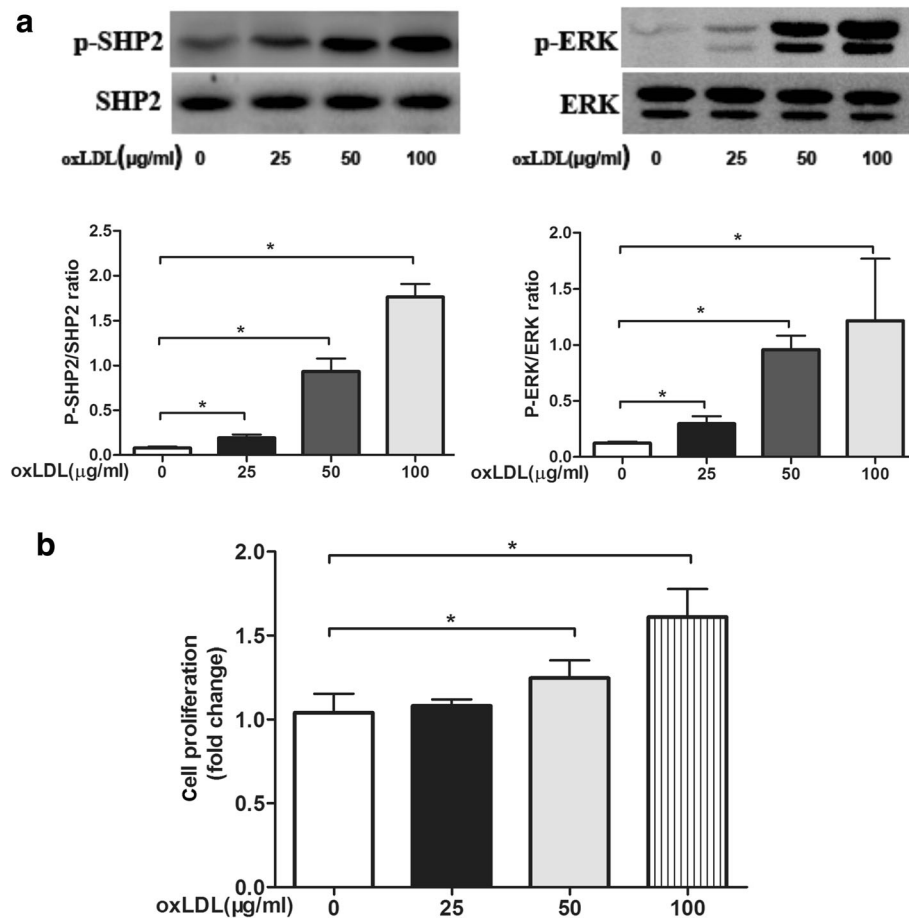 a
p-SHP2
SHP2
oxLDL(µg/ml) 0 25 50 100
p-ERK
ERK
oxLDL(µg/ml) 0 25 50 100
P-SHP2/SHP2 ratio
2.5
2.0
1.5
1.0
0.5
0.0
*
*
*
0 25 50 100
oxLDL(µg/ml)
P-ERK/ERK ratio
2.0
1.5
1.0
0.5
0.0
*
*
*
0 25 50 100
oxLDL(µg/ml)
b
Cell proliferation
(fold change)
2.0
1.5
1.0
0.5
0.0
*
*
0 25 50 100
oxLDL(µg/ml)